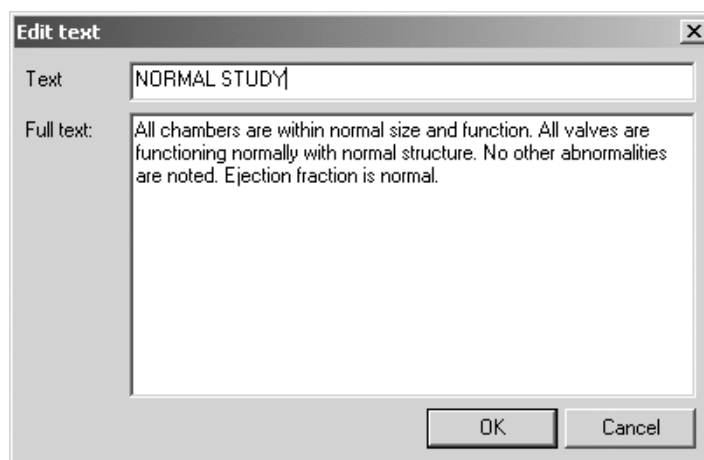 Edit text
Text
NORMAL STUDY
Full text:
All chambers are within normal size and function. All valves are
functioning normally with normal structure. No other abnormalities
are noted. Ejection fraction is normal.
OK
Cancel